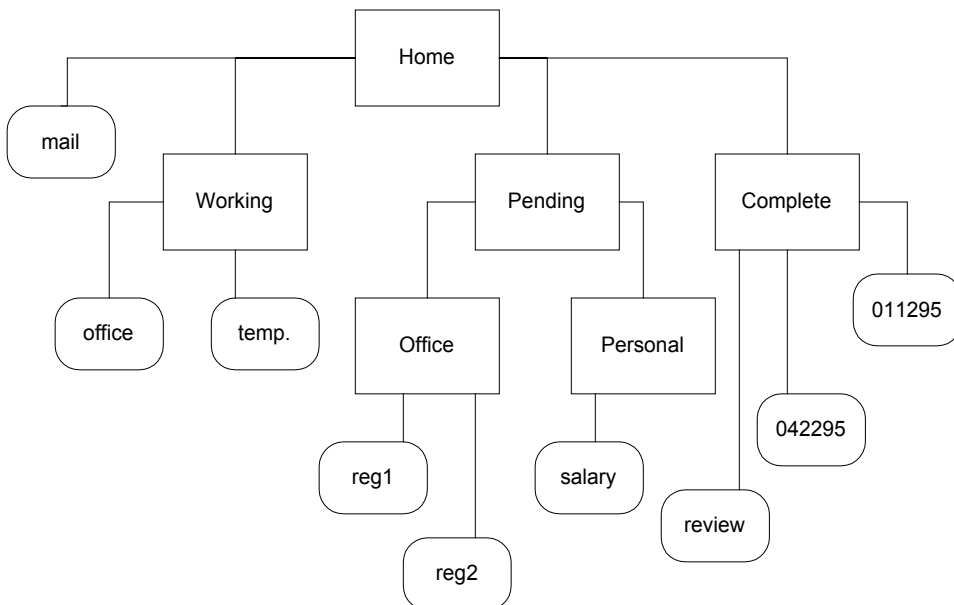 Home
mail
Working
Pending
Complete
office
temp.
Office
Personal
011295
reg1
salary
042295
review
reg2